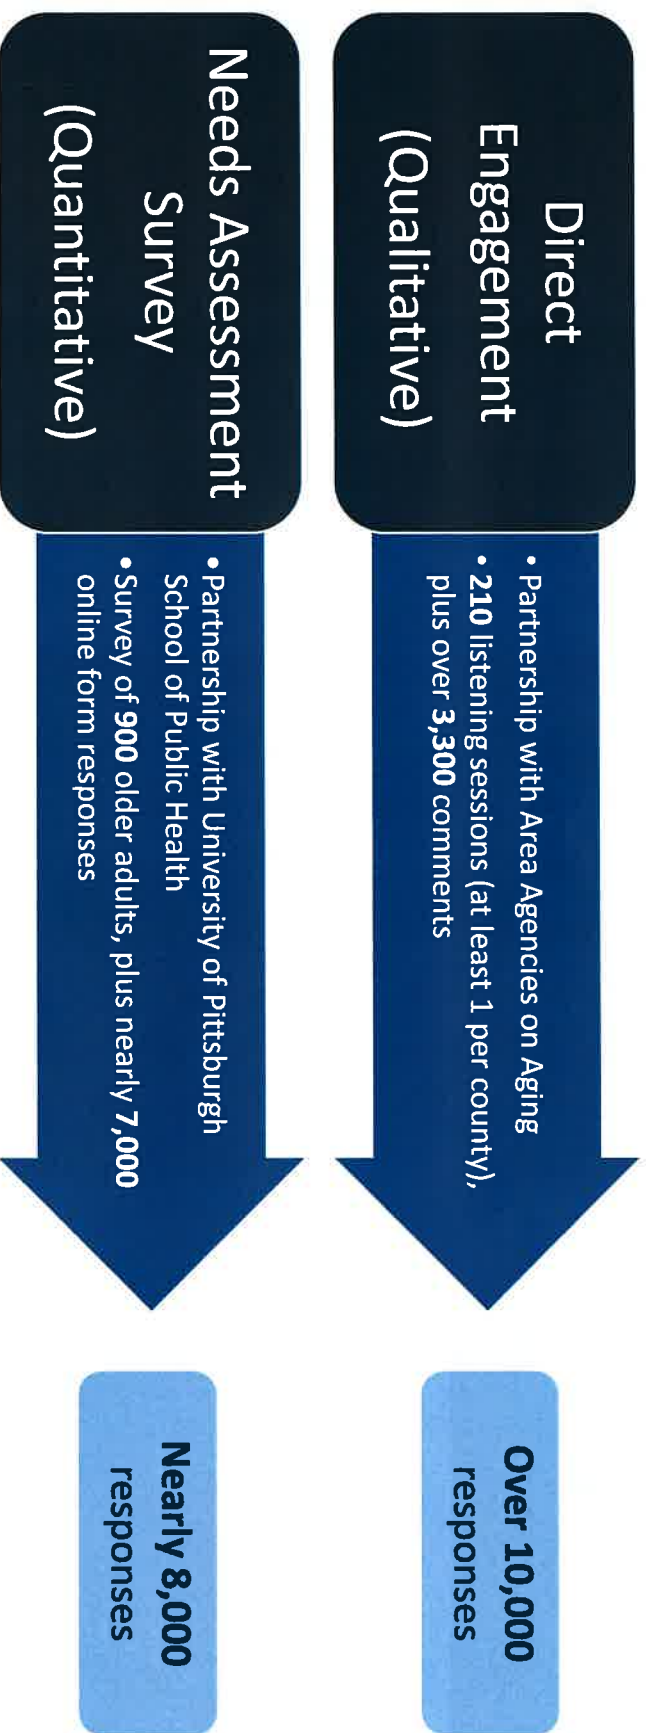 Direct
Engagement
(Qualitative)
• Partnership with Area Agencies on Aging
• 210 listening sessions (at least 1 per county),
plus over 3,300 comments
Over 10,000
responses
Needs Assessment
Survey
(Quantitative)
• Partnership with University of Pittsburgh
School of Public Health
• Survey of 900 older adults, plus nearly 7,000
online form responses
Nearly 8,000
responses